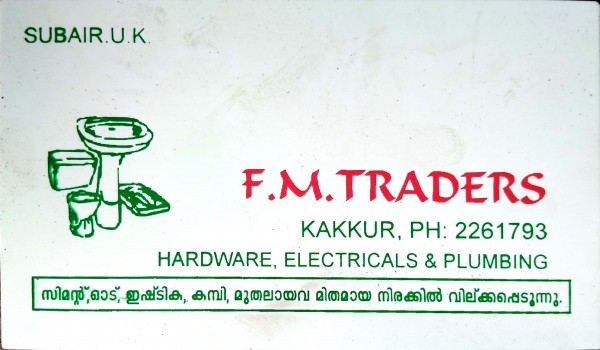 SUBAIR.U.K.
F.M.TRADERS
KAKKUR, PH: 2261793
HARDWARE, ELECTRICALS & PLUMBING
സിമന്റ്,ഓട്, ഇഷ്ടിക, കമ്പി, മുതലായവ മിതമായ നിരക്കിൽ വില്ക്കപ്പെടുന്നു.